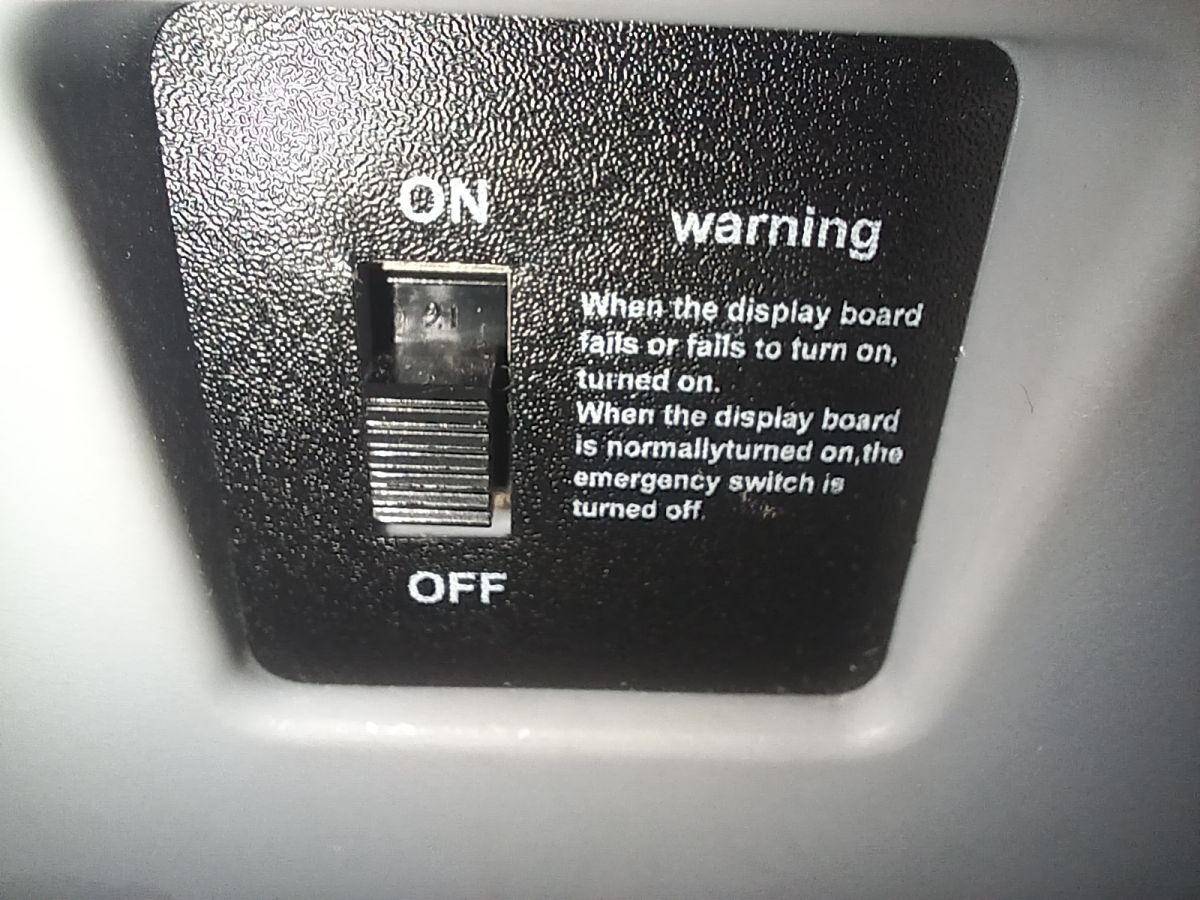 ON
warning
When the display board
fails or fails to turn on,
turned on.
When the display board
is normallyturned on,the
emergency switch is
turned off.
OFF